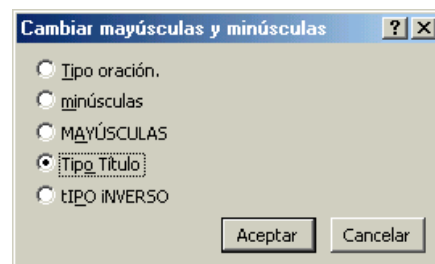 Cambiar mayúsculas y minúsculas ? X
Tipo oración.
minúsculas
MAYÚSCULAS
Tipo Título
tIPO iNVERSO
Aceptar Cancelar